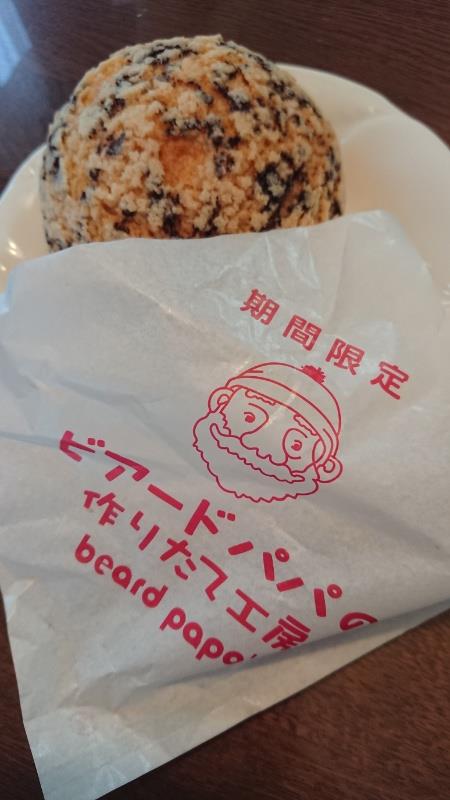 期間限定
ビアードパパの
作りたて工房
beard papa'